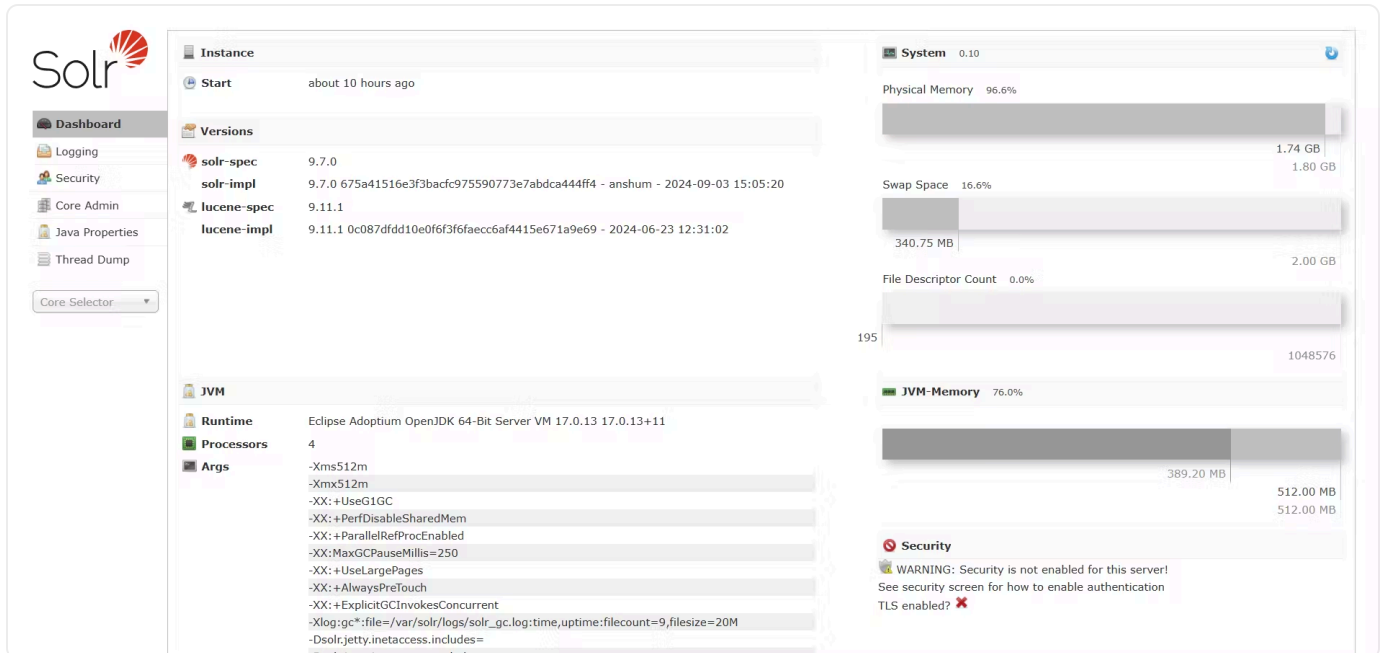 Solr
Dashboard
Logging
Security
Core Admin
Java Properties
Thread Dump
Core Selector
Instance
Start about 10 hours ago
Versions
solr-spec 9.7.0
solr-impl 9.7.0 675a41516e3f3bacfc975590773e7abdca444ff4 - anshum - 2024-09-03 15:05:20
lucene-spec 9.11.1
lucene-impl 9.11.1 0c087dfdd10e0f6f3f6faecc6af4415e671a9e69 - 2024-06-23 12:31:02
JVM
Runtime Eclipse Adoptium OpenJDK 64-Bit Server VM 17.0.13 17.0.13+11
Processors 4
Args -Xms512m
-Xmx512m
-XX:+UseG1GC
-XX:+PerfDisableSharedMem
-XX:+ParallelRefProcEnabled
-XX:MaxGCPauseMillis=250
-XX:+UseLargePages
-XX:+AlwaysPreTouch
-XX:+ExplicitGCInvokesConcurrent
-Xlog:gc*:file=/var/solr/logs/solr_gc.log:time,uptime:filecount=9,filesize=20M
-Dsolr.jetty.inetaccess.includes=
System 0.10
Physical Memory 96.6%
1.74 GB
1.80 GB
Swap Space 16.6%
340.75 MB
2.00 GB
File Descriptor Count 0.0%
195
1048576
JVM-Memory 76.0%
389.20 MB
512.00 MB
512.00 MB
Security
WARNING: Security is not enabled for this server!
See security screen for how to enable authentication
TLS enabled?